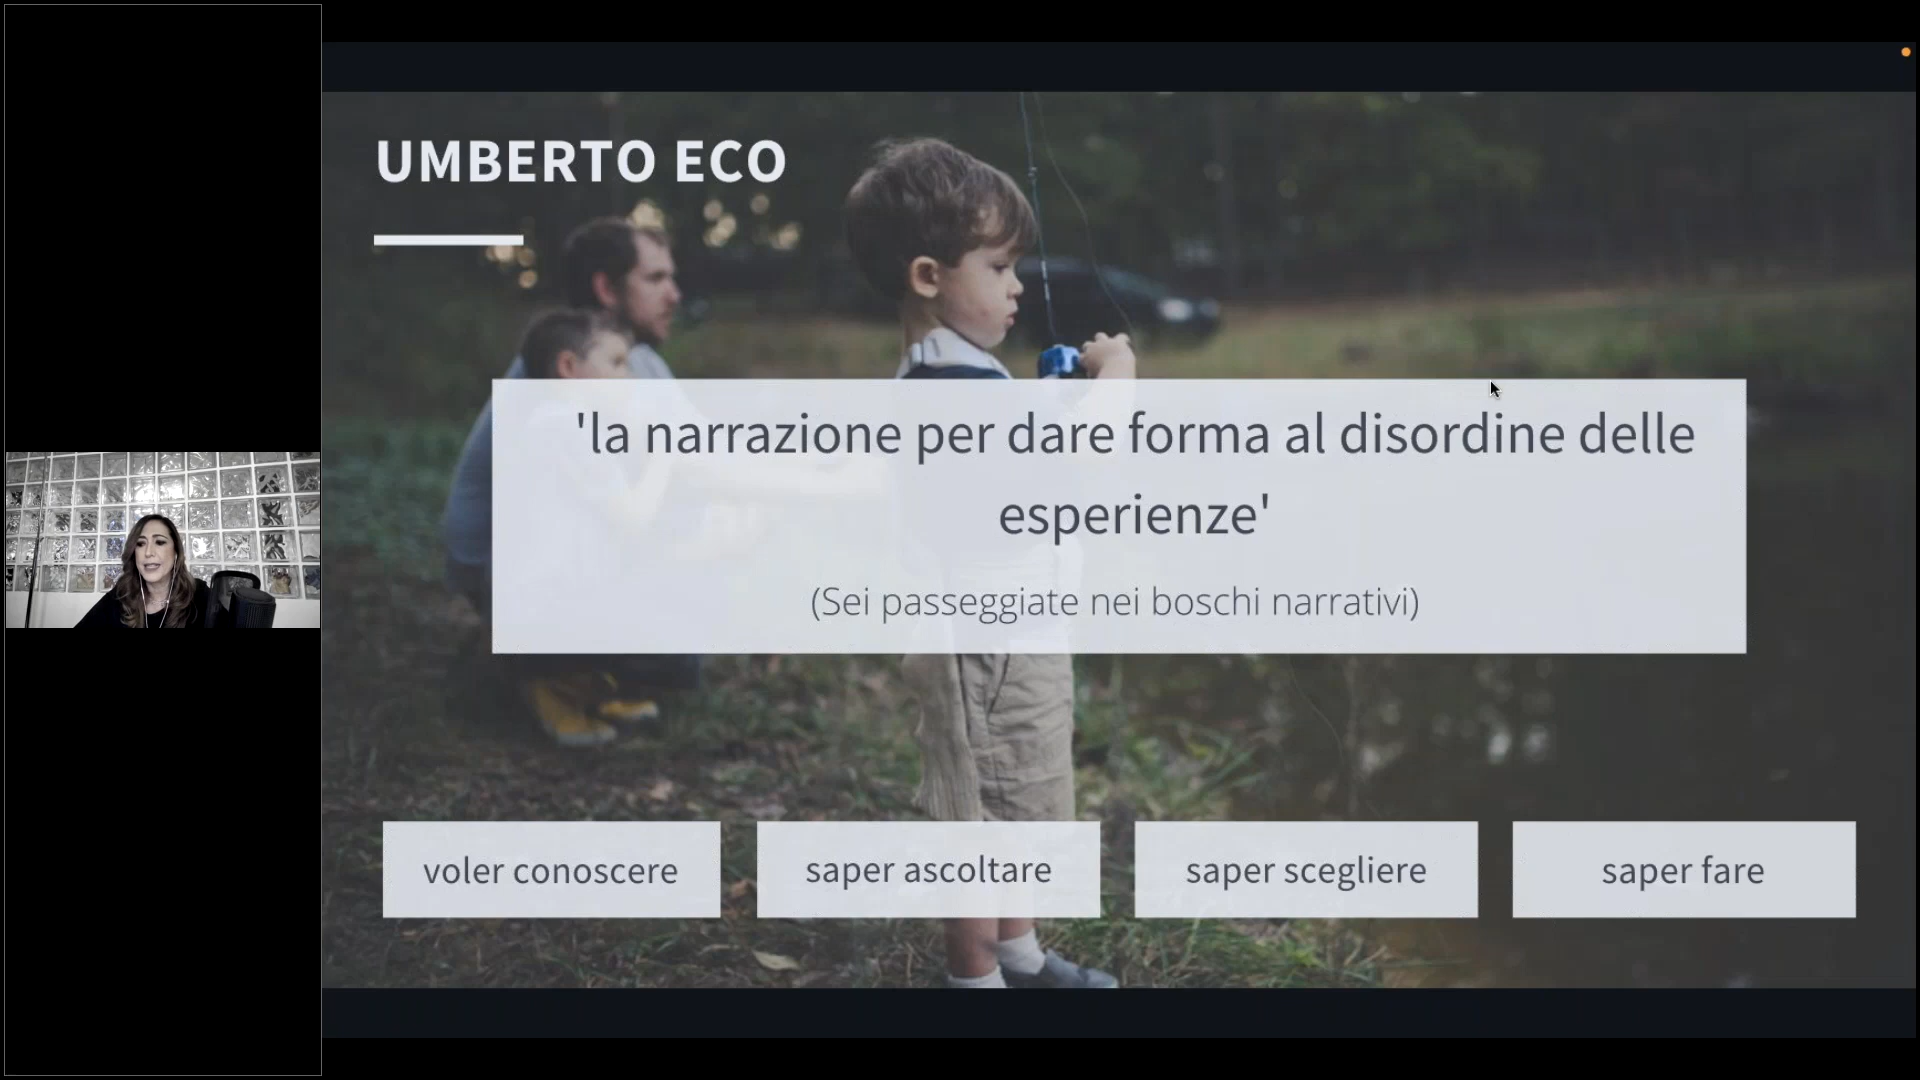 UMBERTO ECO
'la narrazione per dare forma al disordine delle
esperienze'
(Sei passeggiate nei boschi narrativi)
voler conoscere
saper ascoltare
saper scegliere
saper fare